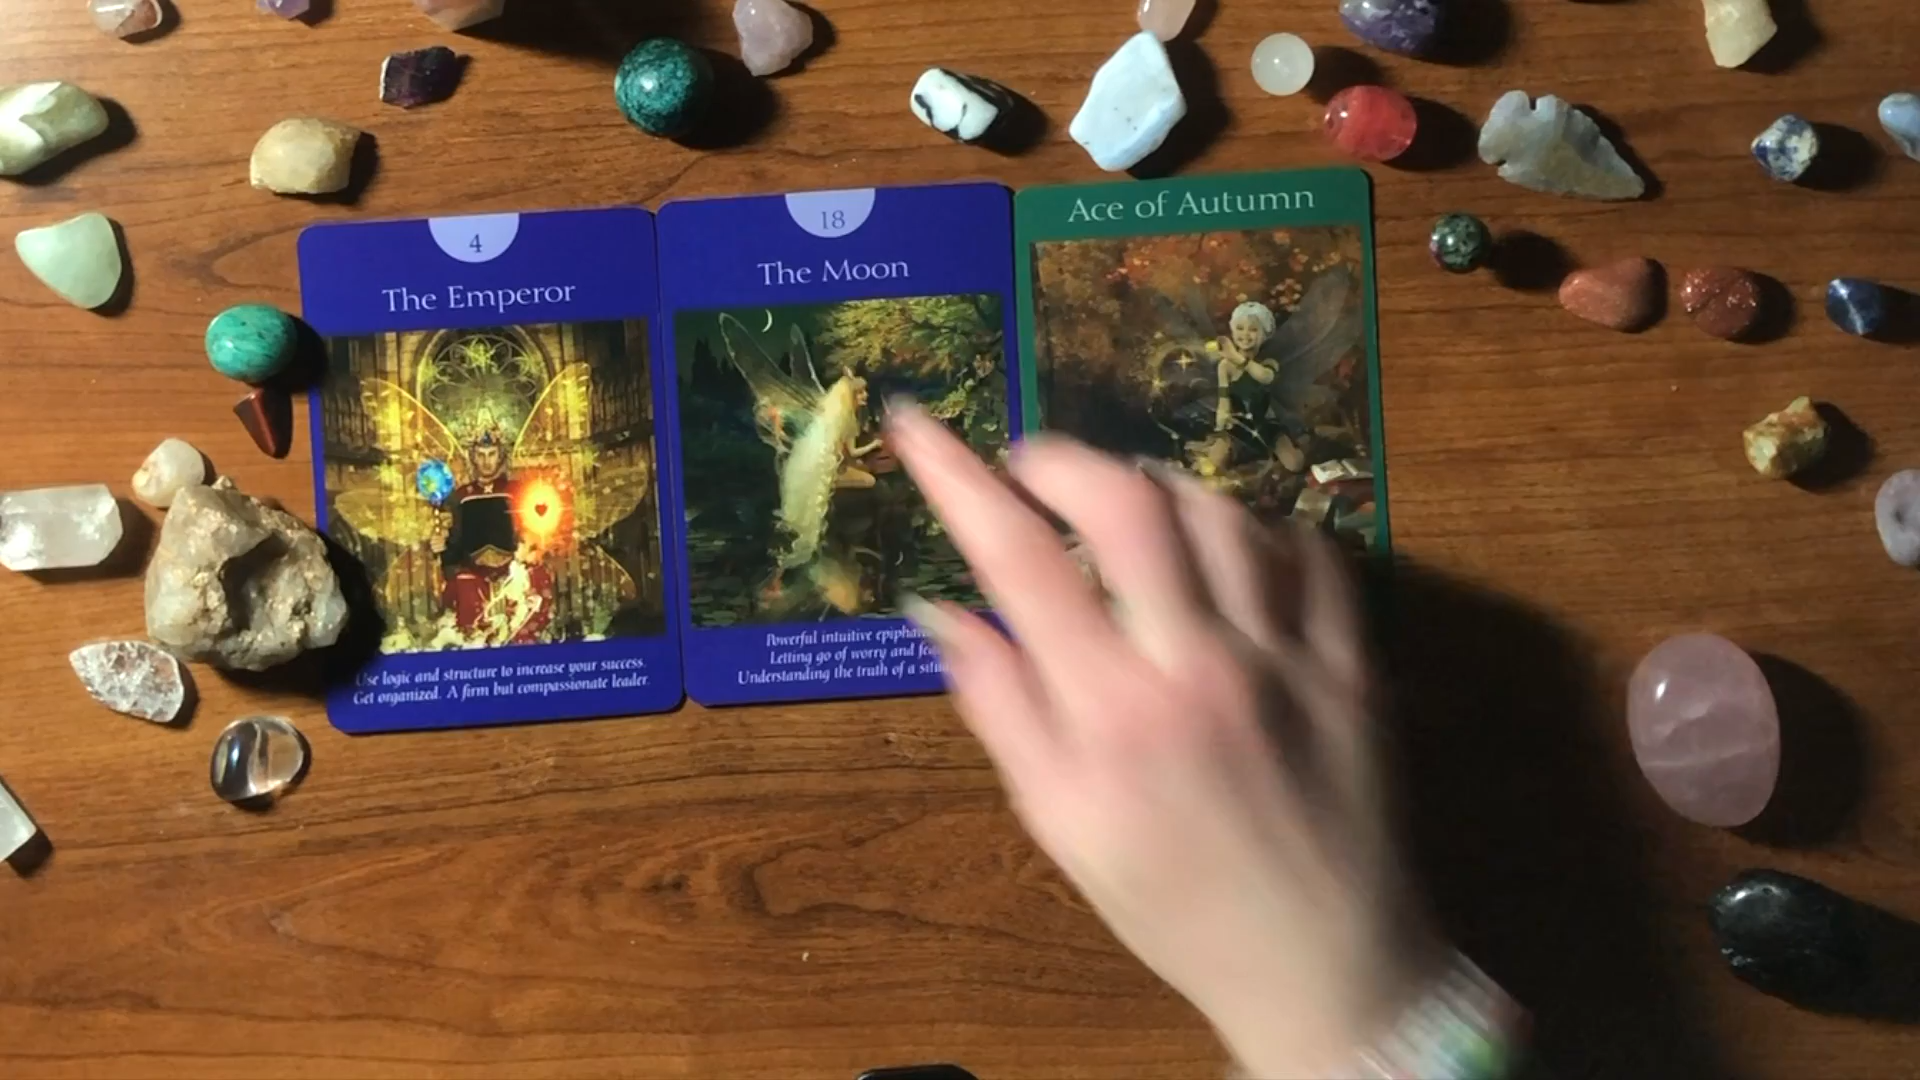 4
The Emperor
Use logic and structure to increase your success.
Get organized. A firm but compassionate leader.
18
The Moon
Powerful intuitive
Letting go of worry and
Understanding the truth of a
Ace of Autumn